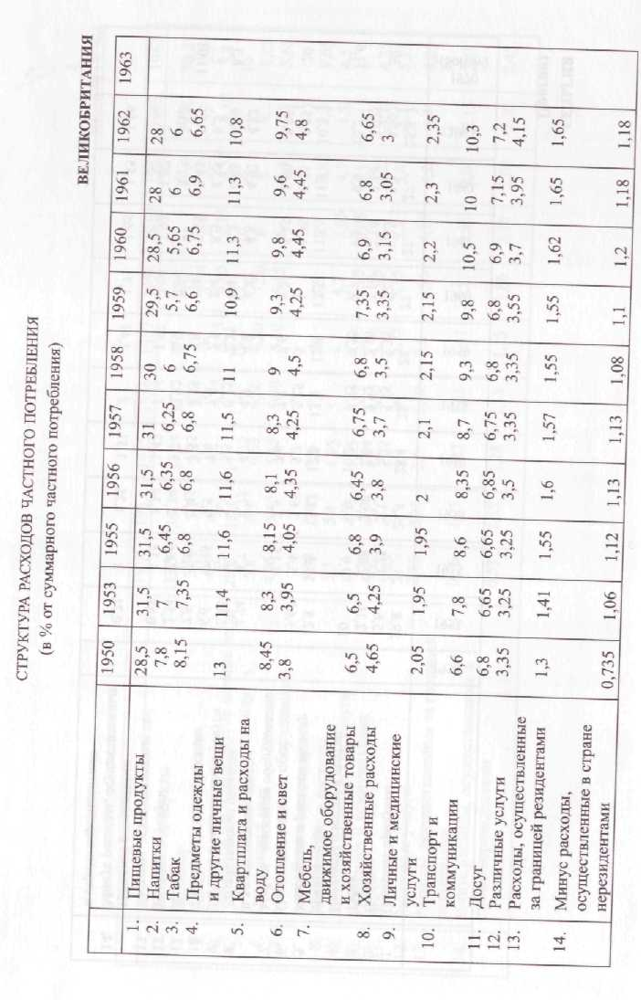 СТРУКТУРА РАСХОДОВ ЧАСТНОГО ПОТРЕБЛЕНИЯ
(в % от суммарного частного потребления)
ВЕЛИКОБРИТАНИЯ
1950 1953 1955 1956 1957 1958 1959 1960 1961 1962 1963
1. Пищевые продукты 28,5 31,5 31,5 31,5 31 30 29,5 28,5 28 28
2. Напитки 7,8 7 6,45 6,35 6,25 6 5,7 5,65 6 6
3. Табак 8,15 7,35 6,8 6,8 6,8 6,75 6,6 6,75 6,9 6,65
4. Предметы одежды
и другие личные вещи 13 11,4 11,6 11,6 11,5 11 10,9 11,3 11,3 10,8
5. Квартплата и расходы на
воду 8,45 8,3 8,15 8,1 8,3 9 9,3 9,8 9,6 9,75
6. Отопление и свет 3,8 3,95 4,05 4,35 4,25 4,5 4,25 4,45 4,45 4,8
7. Мебель,
движимое оборудование
и хозяйственные товары 6,5 6,5 6,8 6,45 6,75 6,8 7,35 6,9 6,8 6,65
8. Хозяйственные расходы 4,65 4,25 3,9 3,8 3,7 3,5 3,35 3,15 3,05 3
9. Личные и медицинские
услуги 2,05 1,95 1,95 2 2,1 2,15 2,15 2,2 2,3 2,35
10. Транспорт и
коммуникации 6,6 7,8 8,6 8,35 8,7 9,3 9,8 10,5 10 10,3
11. Досуг 6,8 6,65 6,65 6,85 6,75 6,8 6,8 6,9 7,15 7,2
12. Различные услуги 3,35 3,25 3,25 3,5 3,35 3,35 3,55 3,7 3,95 4,15
13. Расходы, осуществленные
за границей резидентами 1,3 1,41 1,55 1,6 1,57 1,55 1,55 1,62 1,65 1,65
14. Минус расходы,
осуществленные в стране
нерезидентами 0,735 1,06 1,12 1,13 1,13 1,08 1,1 1,2 1,18 1,18